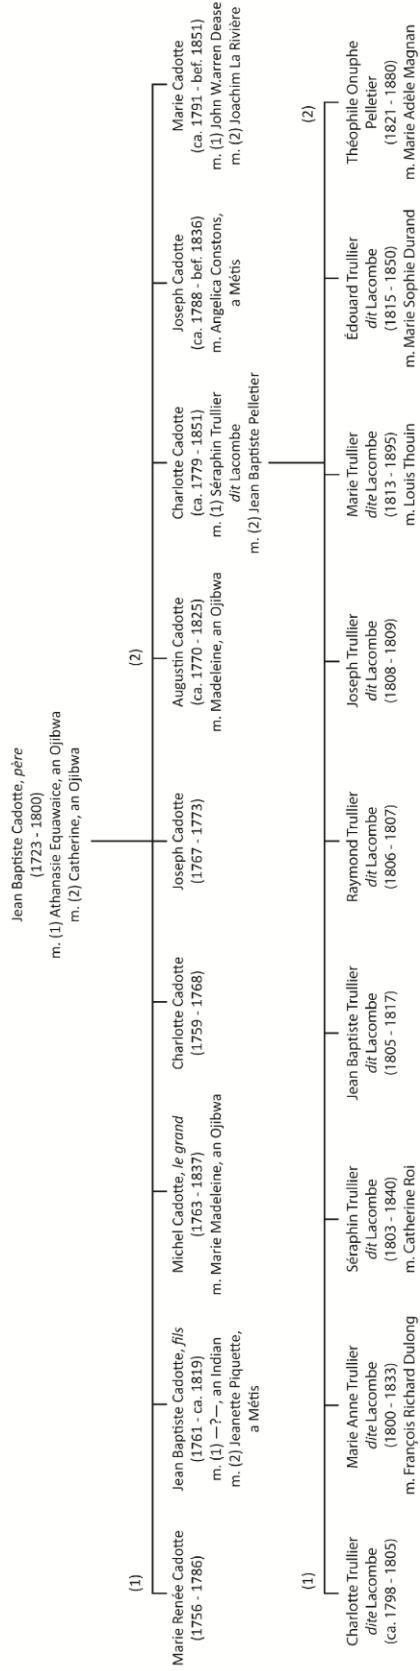 Jean Baptiste Cadotte, père
(1723 - 1800)
m. (1) Athanasie Equawaice, an Ojibwa
m. (2) Catherine, an Ojibwa
(1)
Marie Renée Cadotte
(1756 - 1786)
Jean Baptiste Cadotte, fils
(1761 - ca. 1819)
m. (1) —?—, an Indian
m. (2) Jeanette Piquette,
a Métis
Michel Cadotte, le grand
(1763 - 1837)
m. Marie Madeleine, an Ojibwa
Charlotte Cadotte
(1759 - 1768)
Joseph Cadotte
(1767 - 1773)
(2)
Augustin Cadotte
(ca. 1770 - 1825)
m. Madeleine, an Ojibwa
Charlotte Cadotte
(ca. 1779 - 1851)
m. (1) Séraphin Trullier
dit Lacombe
m. (2) Jean Baptiste Pelletier
Joseph Cadotte
(ca. 1788 - bef. 1836)
m. Angelica Constons,
a Métis
Marie Cadotte
(ca. 1791 - bef. 1851)
m. (1) John W.arren Dease
m. (2) Joachim La Rivière
(1)
Charlotte Trullier
dite Lacombe
(ca. 1798 - 1805)
Marie Anne Trullier
dite Lacombe
(1800 - 1833)
m. François Richard Dulong
Séraphin Trullier
dit Lacombe
(1803 - 1840)
m. Catherine Roi
Jean Baptiste Trullier
dit Lacombe
(1805 - 1817)
Raymond Trullier
dit Lacombe
(1806 - 1807)
Joseph Trullier
dit Lacombe
(1808 - 1809)
Marie Trullier
dite Lacombe
(1813 - 1895)
m. Louis Thouin
Édouard Trullier
dit Lacombe
(1815 - 1850)
m. Marie Sophie Durand
(2)
Théophile Onuphe
Pelletier
(1821 - 1880)
m. Marie Adèle Magnan